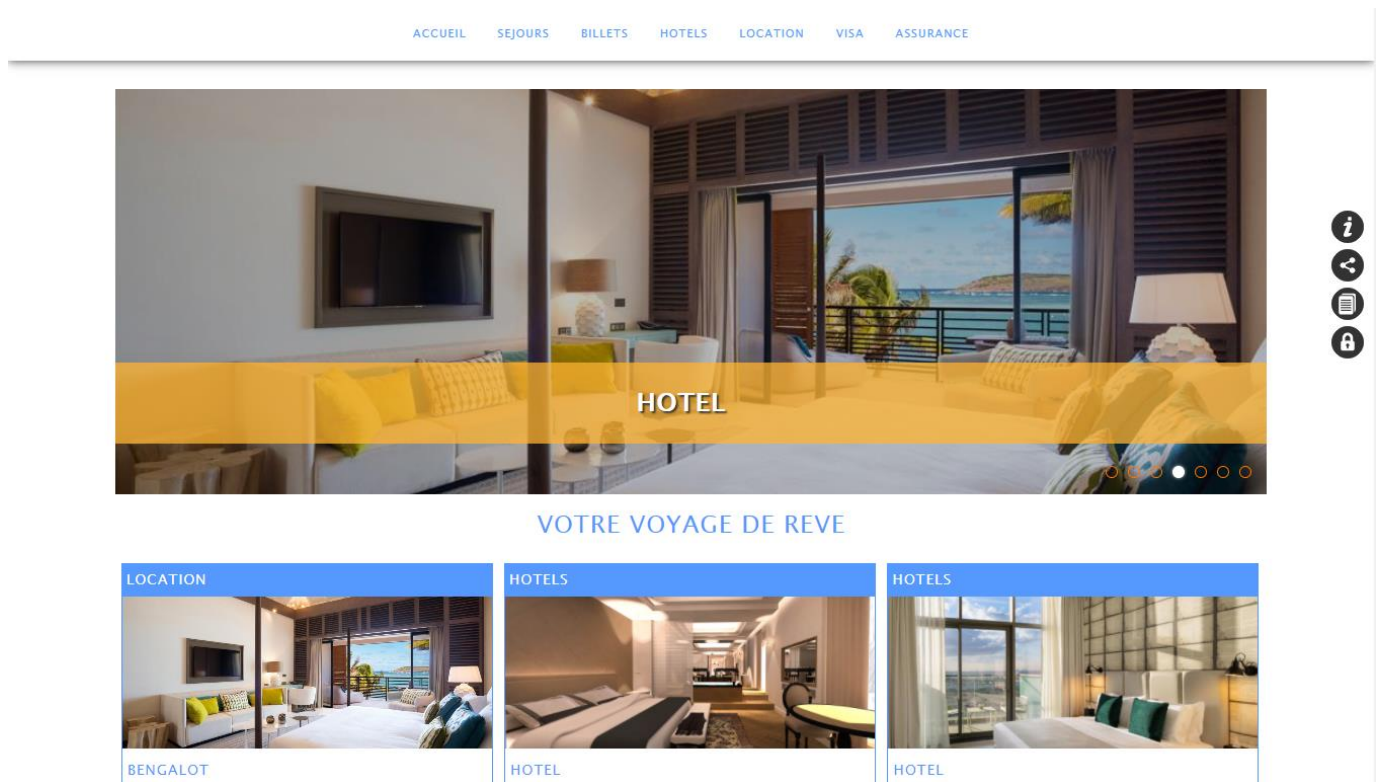 ACCUEIL SEJOURS BILLETS HOTELS LOCATION VISA ASSURANCE
HOTEL
VOTRE VOYAGE DE REVE
LOCATION HOTELS HOTELS
BENGALOT HOTEL HOTEL